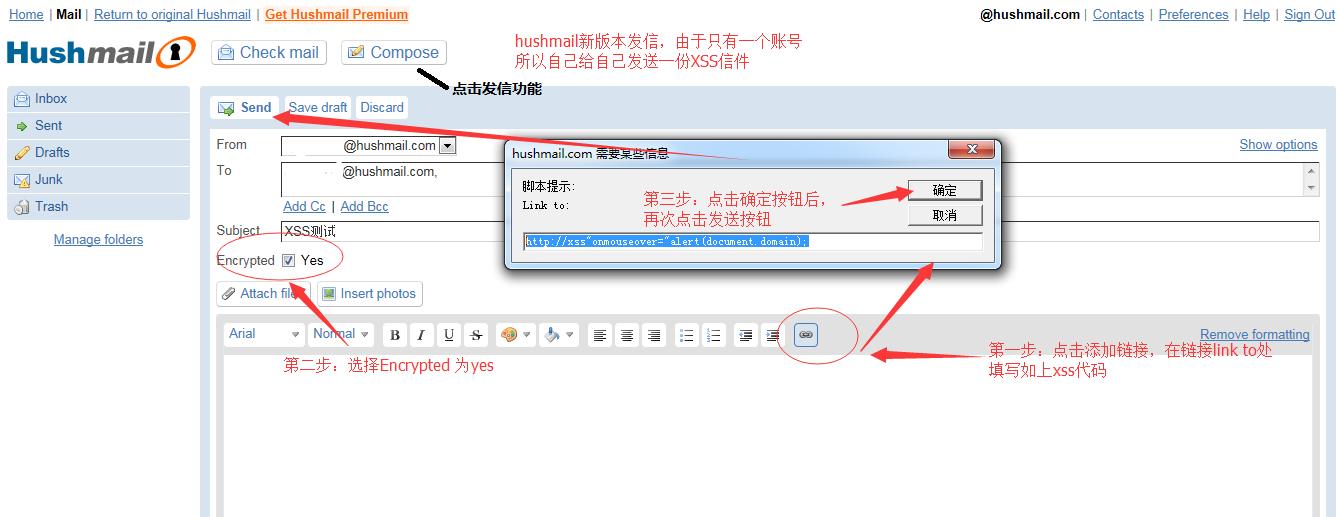 Home | Mail | Return to original Hushmail | Get Hushmail Premium
@hushmail.com | Contacts | Preferences | Help | Sign Out
Hushmail
Check mail
Compose
hushmail新版本发信，由于只有一个账号
所以自己给自己发送一份XSS信件
点击发信功能
Inbox
Sent
Drafts
Junk
Trash
Manage folders
Send
Save draft
Discard
From
@hushmail.com
Show options
To
@hushmail.com,
Add Cc | Add Bcc
Subject
XSS测试
Encrypted
Yes
Attach file
Insert photos
hushmail.com 需要某些信息
脚本提示:
Link to:
第三步：点击确定按钮后，
再次点击发送按钮
确定
取消
http://xss"onmouseover="alert(document.domain);
Arial
Normal
B I U S
Remove formatting
第二步：选择Encrypted 为yes
第一步：点击添加链接，在链接link to处
填写如上xss代码